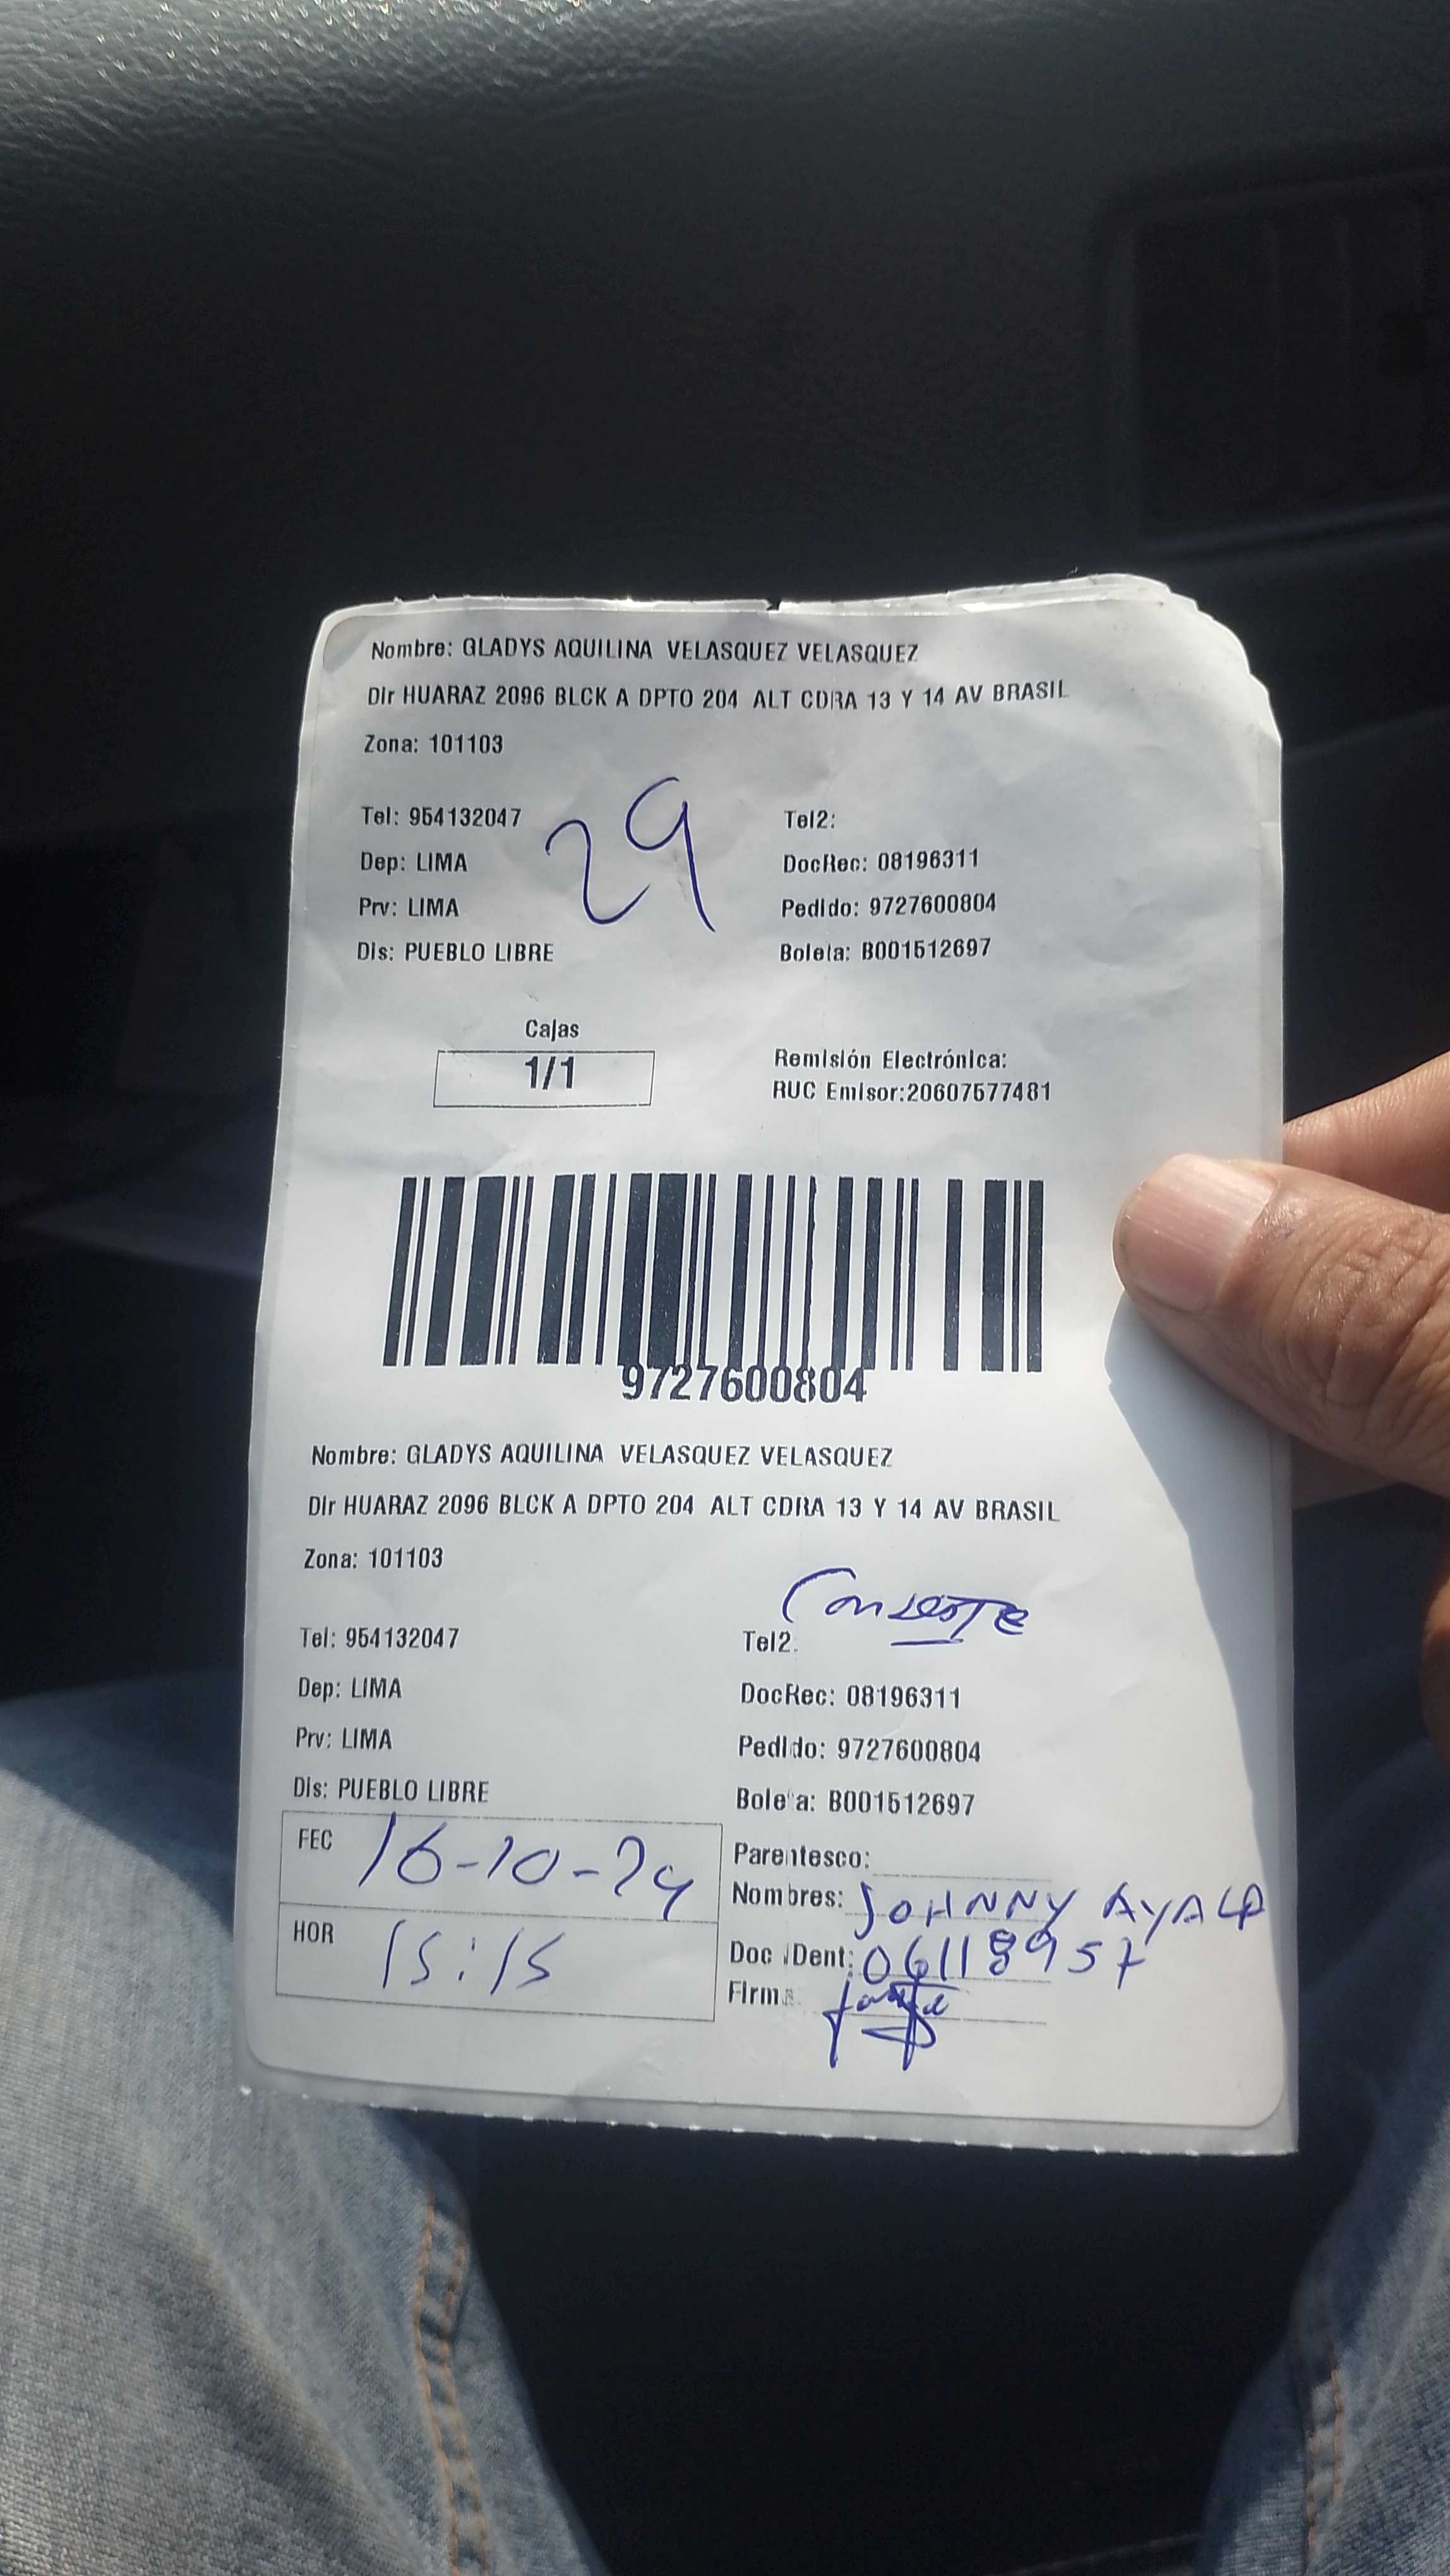 Nombre: GLADYS AQUILINA VELASQUEZ VELASQUEZ
Dir HUARAZ 2096 BLCK A DPTO 204 ALT CDRA 13 Y 14 AV BRASIL
Zona: 101103
29
Tel: 954132047 Tel2:
Dep: LIMA DocRec: 08196311
Prv: LIMA Pedido: 9727600804
Dis: PUEBLO LIBRE Boleta: B001512697
Cajas
1/1
Remisión Electrónica:
RUC Emisor:20607577481
9727600804
Nombre: GLADYS AQUILINA VELASQUEZ VELASQUEZ
Dir HUARAZ 2096 BLCK A DPTO 204 ALT CDRA 13 Y 14 AV BRASIL
Zona: 101103
Tel: 954132047 Tel2.
Dep: LIMA DocRec: 08196311
Prv: LIMA Pedido: 9727600804
Dis: PUEBLO LIBRE Boleta: B001512697
FEC 16-10-24
HOR 15:15
Parentesco:
Nombres: JOHNNY AYALA
Doc Ident: 06118957
Firma